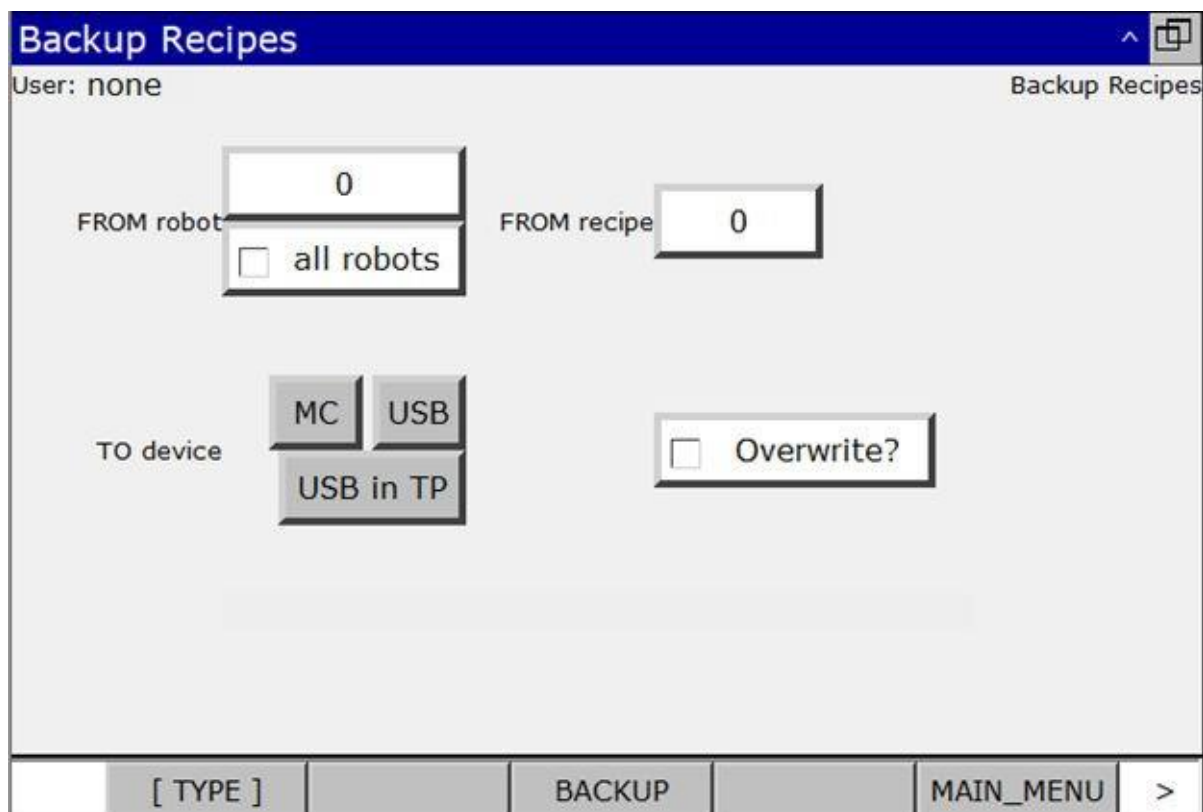 Backup Recipes ^
User: none Backup Recipes
0
FROM robot
all robots
FROM recipe 0
TO device
MC USB
USB in TP
Overwrite?
[ TYPE ] BACKUP MAIN_MENU >